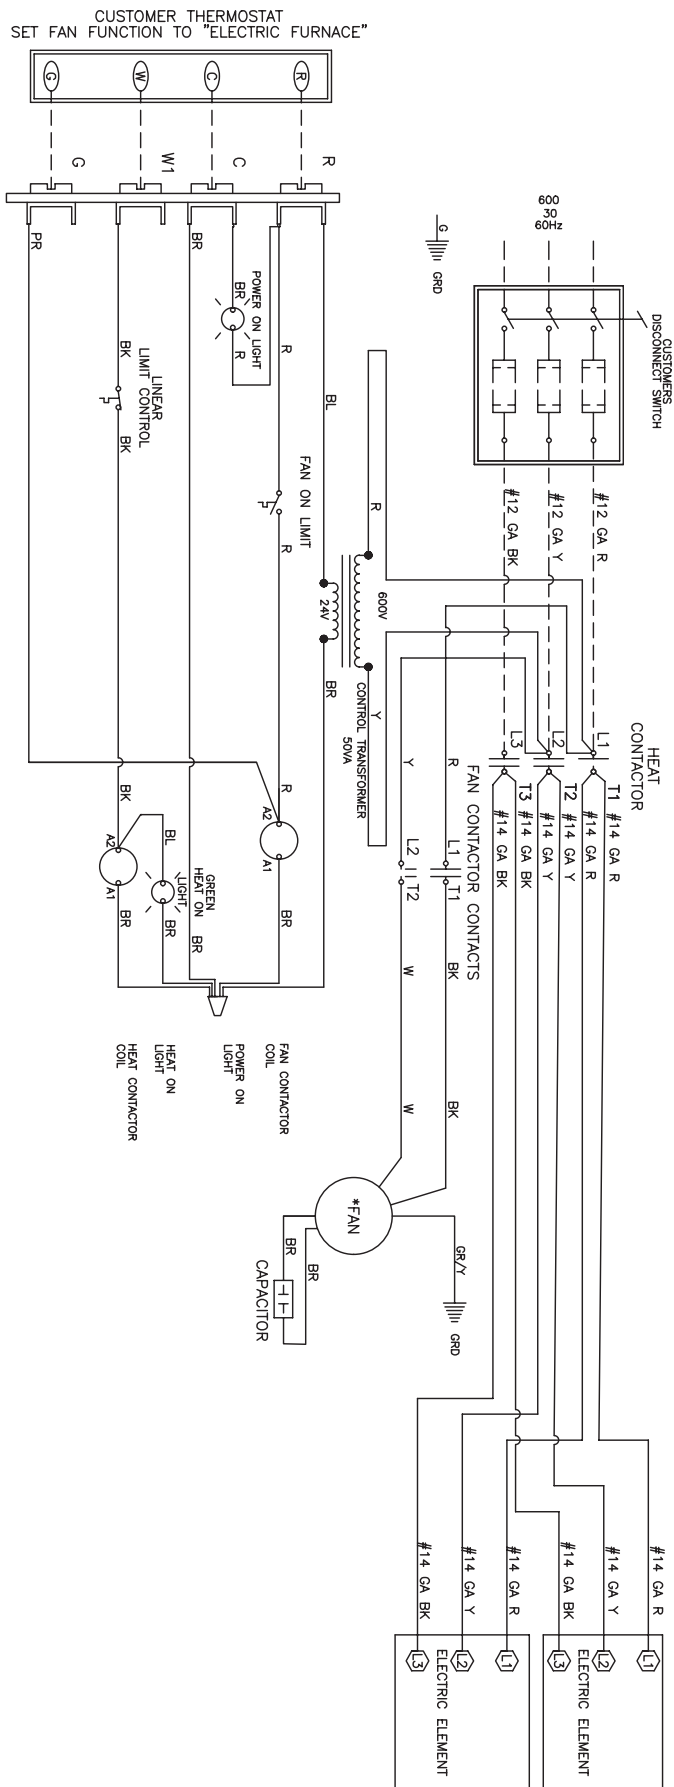 CUSTOMER THERMOSTAT
SET FAN FUNCTION TO "ELECTRIC FURNACE"
G
W
C
R
G
W1
C
R
PR
BR
BK
LINEAR
LIMIT CONTROL
BK
BR
POWER ON LIGHT
R
R
BL
FAN ON LIMIT
R
R
600V
24V
BR
CONTROL TRANSFORMER
50VA
Y
G
GRD
600
30
60Hz
CUSTOMERS
DISCONNECT SWITCH
#12 GA R
#12 GA Y
#12 GA BK
HEAT
CONTACTOR
L1
L2
L3
T1
T2
T3
#14 GA R
#14 GA R
#14 GA Y
#14 GA Y
#14 GA BK
#14 GA BK
R
Y
FAN CONTACTOR CONTACTS
L1
T1
L2
T2
BK
W
BK
W
BK
A2
A1
BR
BL
GREEN
HEAT ON
LIGHT
BR
BR
R
A2
A1
BR
FAN CONTACTOR
COIL
POWER ON
LIGHT
HEAT ON
LIGHT
HEAT CONTACTOR
COIL
*FAN
GR/Y
GRD
BR
BR
CAPACITOR
#14 GA R
#14 GA Y
#14 GA BK
#14 GA R
#14 GA Y
#14 GA BK
L1
L2
L3
ELECTRIC ELEMENT
L1
L2
L3
ELECTRIC ELEMENT